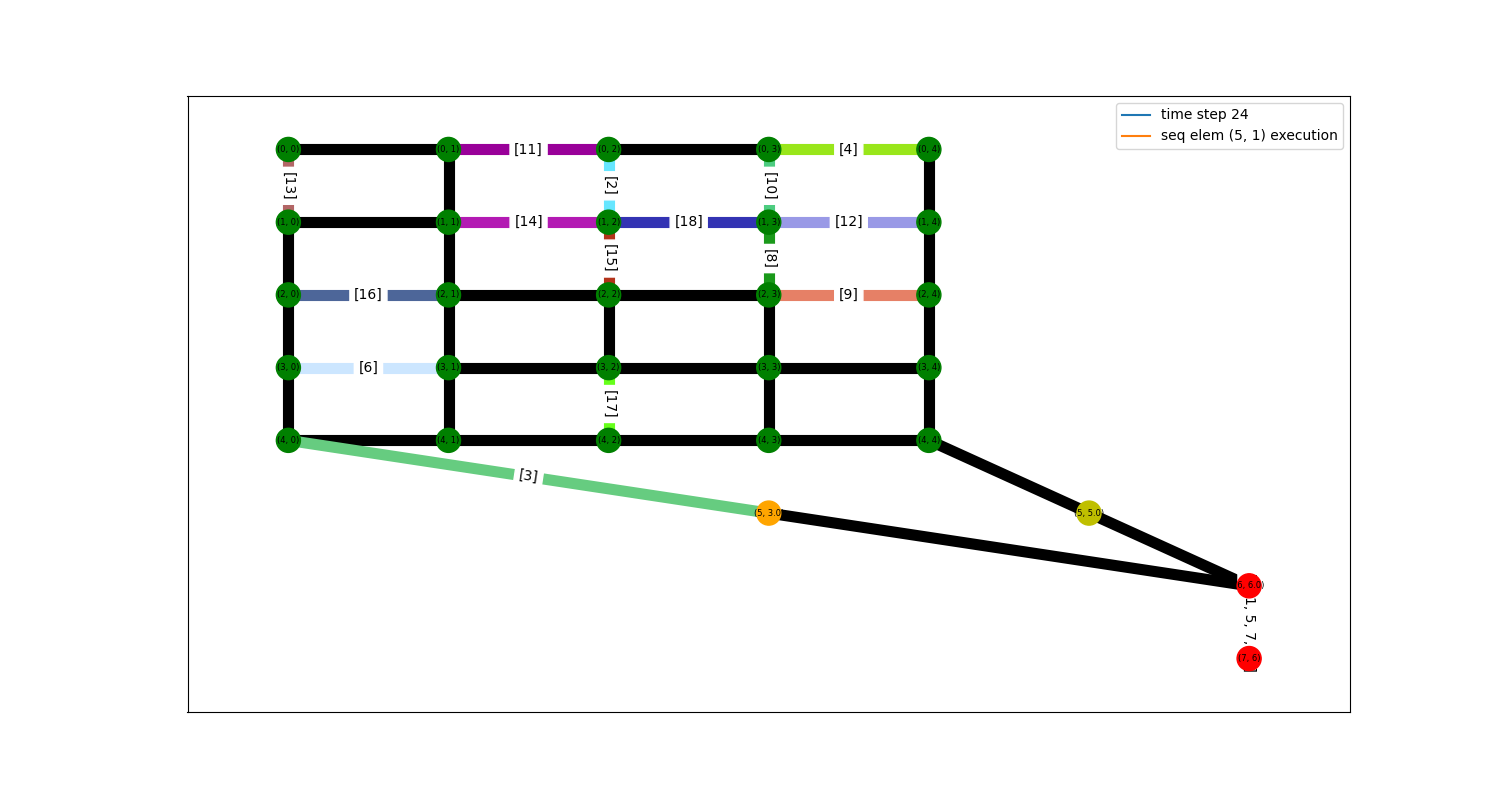 time step 24
seq elem (5, 1) execution
(0, 0) (0, 1) [11] (0, 2) (0, 3) [4] (0, 4)
[13] [2] [10]
(1, 0) (1, 1) [14] (1, 2) [18] (1, 3) [12] (1, 4)
[15] [8]
(2, 0) [16] (2, 1) (2, 2) (2, 3) [9] (2, 4)
(3, 0) [6] (3, 1) (3, 2) (3, 3) (3, 4)
[17]
(4, 0) (4, 1) (4, 2) (4, 3) (4, 4)
[3]
(5, 3.0) (5, 5.0)
(6, 6.0)
1, 5, 7,
(7, 6)